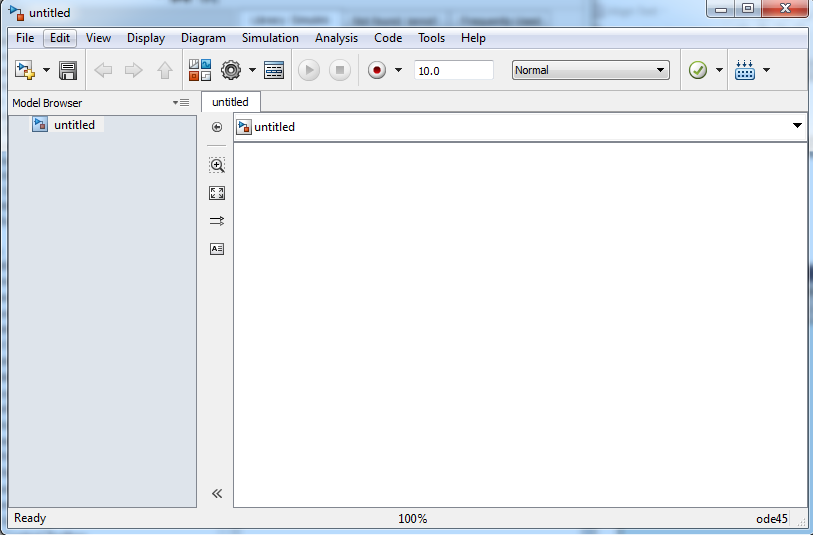 untitled
File Edit View Display Diagram Simulation Analysis Code Tools Help
10.0 Normal
Model Browser
untitled
untitled
untitled
Ready 100% ode45